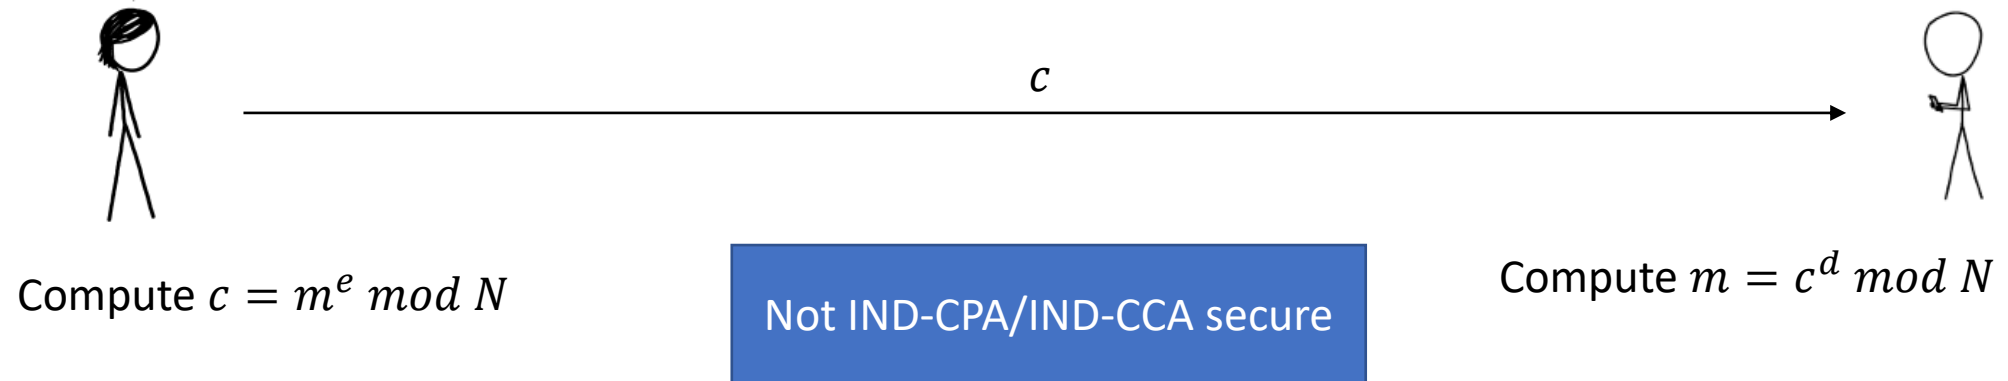 c
Compute c = m^e mod N
Not IND-CPA/IND-CCA secure
Compute m = c^d mod N